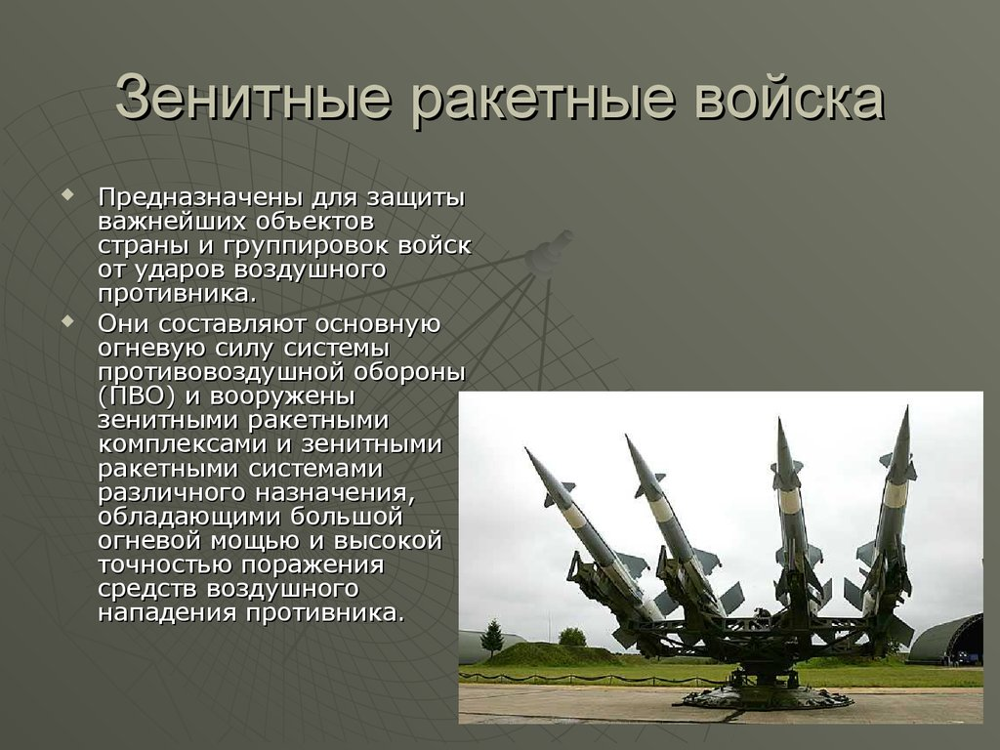 Зенитные ракетные войска
Предназначены для защиты
важнейших объектов
страны и группировок войск
от ударов воздушного
противника.
Они составляют основную
огневую силу системы
противовоздушной обороны
(ПВО) и вооружены
зенитными ракетными
комплексами и зенитными
ракетными системами
различного назначения,
обладающими большой
огневой мощью и высокой
точностью поражения
средств воздушного
нападения противника.